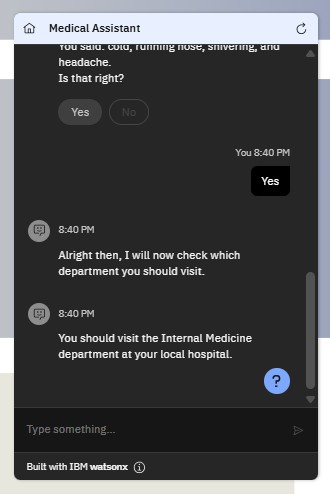 Medical Assistant
You said: cold, running nose, shivering, and
headache.
Is that right?
Yes
No
You 8:40 PM
Yes
8:40 PM
Alright then, I will now check which
department you should visit.
8:40 PM
You should visit the Internal Medicine
department at your local hospital.
?
Type something...
Built with IBM watsonx